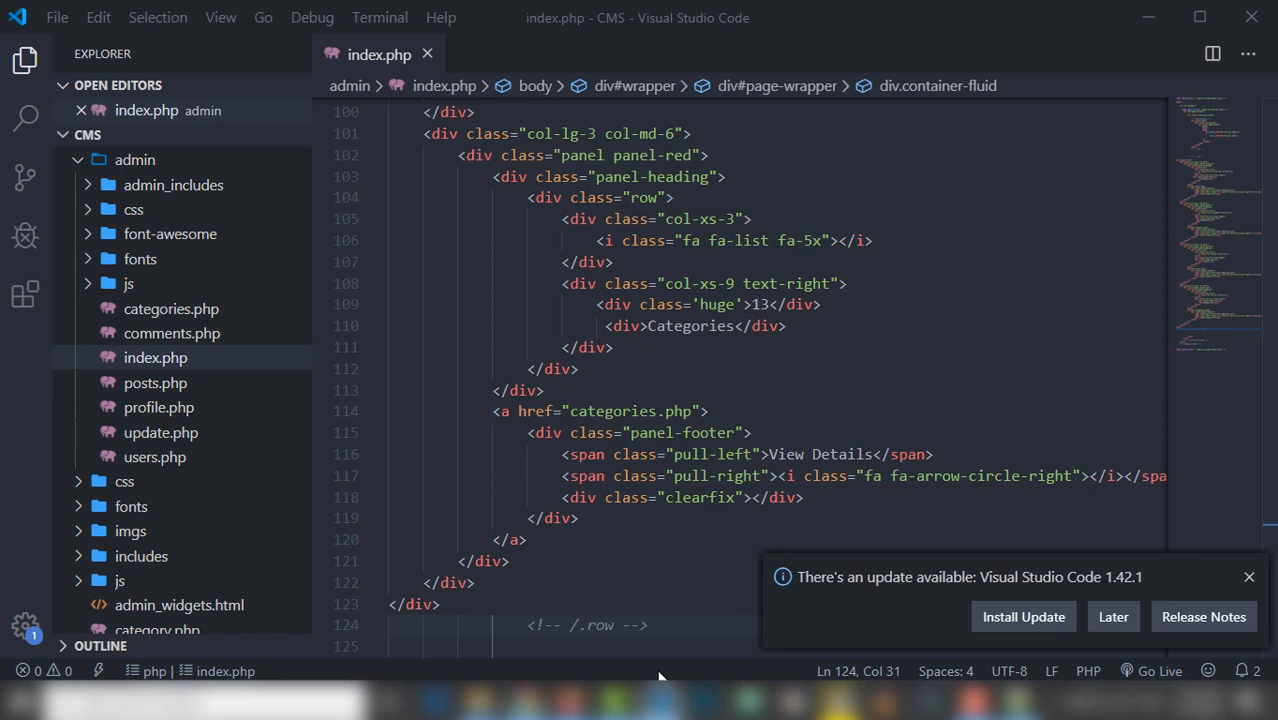 File Edit Selection View Go Debug Terminal Help index.php - CMS - Visual Studio Code
EXPLORER
OPEN EDITORS
index.php admin
CMS
admin
admin_includes
css
font-awesome
fonts
js
categories.php
comments.php
index.php
posts.php
profile.php
update.php
users.php
css
fonts
imgs
includes
js
admin_widgets.html
category.php
OUTLINE
1
index.php
admin > index.php > body > div#wrapper > div#page-wrapper > div.container-fluid
100 </div>
101 <div class="col-lg-3 col-md-6">
102 <div class="panel panel-red">
103 <div class="panel-heading">
104 <div class="row">
105 <div class="col-xs-3">
106 <i class="fa fa-list fa-5x"></i>
107 </div>
108 <div class="col-xs-9 text-right">
109 <div class='huge'>13</div>
110 <div>Categories</div>
111 </div>
112 </div>
113 </div>
114 <a href="categories.php">
115 <div class="panel-footer">
116 <span class="pull-left">View Details</span>
117 <span class="pull-right"><i class="fa fa-arrow-circle-right"></i></spa
118 <div class="clearfix"></div>
119 </div>
120 </a>
121 </div>
122 </div>
123 </div>
124 <!-- /.row -->
125
There's an update available: Visual Studio Code 1.42.1
Install Update Later Release Notes
0 0 php | index.php Ln 124, Col 31 Spaces: 4 UTF-8 LF PHP Go Live 2